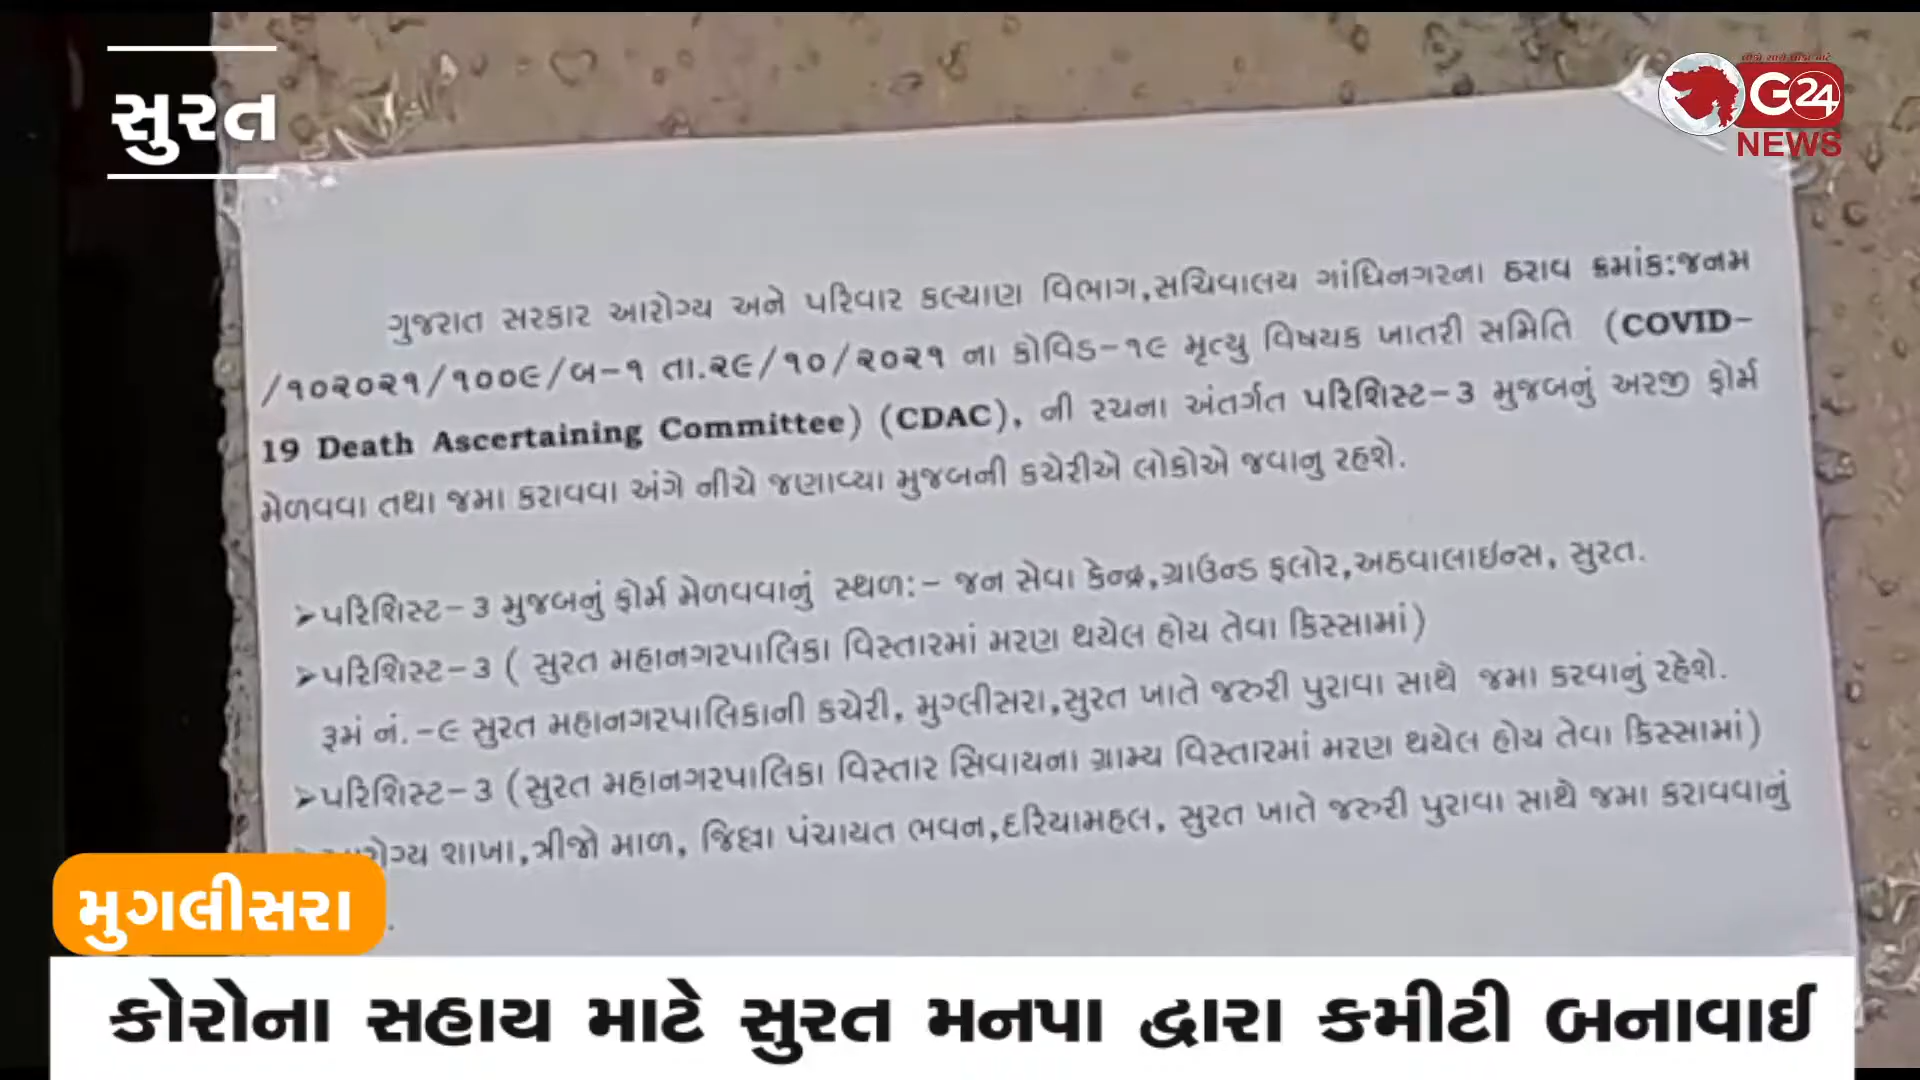 સુરત
G24
NEWS
ગુજરાત સરકાર આરોગ્ય અને પરિવાર કલ્યાણ વિભાગ,સચિવાલય ગાંધિનગરના ઠરાવ ક્રમાંક:જનમ
/૧૦૨૦૨૧/૧૦૦૯/બ-૧ તા.૨૯/૧૦/૨૦૨૧ ના કોવિડ-૧૯ મૃત્યુ વિષયક ખાતરી સમિતિ (COVID-
19 Death Ascertaining Committee) (CDAC), ની રચના અંતર્ગત પરિશિસ્ટ-૩ મુજબનું અરજી ફોર્મ
મેળવવા તથા જમા કરાવવા અંગે નીચે જણાવ્યા મુજબની કચેરીએ લોકોએ જવાનુ રહશે.
➢પરિશિસ્ટ-૩ મુજબનું ફોર્મ મેળવવાનું સ્થળ:- જન સેવા કેન્દ્ર,ગ્રાઉન્ડ ફલોર,અઠવાલાઇન્સ, સુરત.
➢પરિશિસ્ટ-૩ ( સુરત મહાનગરપાલિકા વિસ્તારમાં મરણ થયેલ હોય તેવા કિસ્સામાં)
રૂમં નં.-૯ સુરત મહાનગરપાલિકાની કચેરી, મુગ્લીસરા,સુરત ખાતે જરુરી પુરાવા સાથે જમા કરવાનું રહેશે.
➢પરિશિસ્ટ-૩ (સુરત મહાનગરપાલિકા વિસ્તાર સિવાયના ગ્રામ્ય વિસ્તારમાં મરણ થયેલ હોય તેવા કિસ્સામાં)
શાખા,ત્રીજો માળ, જિલ્લા પંચાયત ભવન,દરિયામહલ, સુરત ખાતે જરુરી પુરાવા સાથે જમા કરાવવાનું
મુગલીસરા
કોરોના સહાય માટે સુરત મનપા દ્વારા કમીટી બનાવાઈ